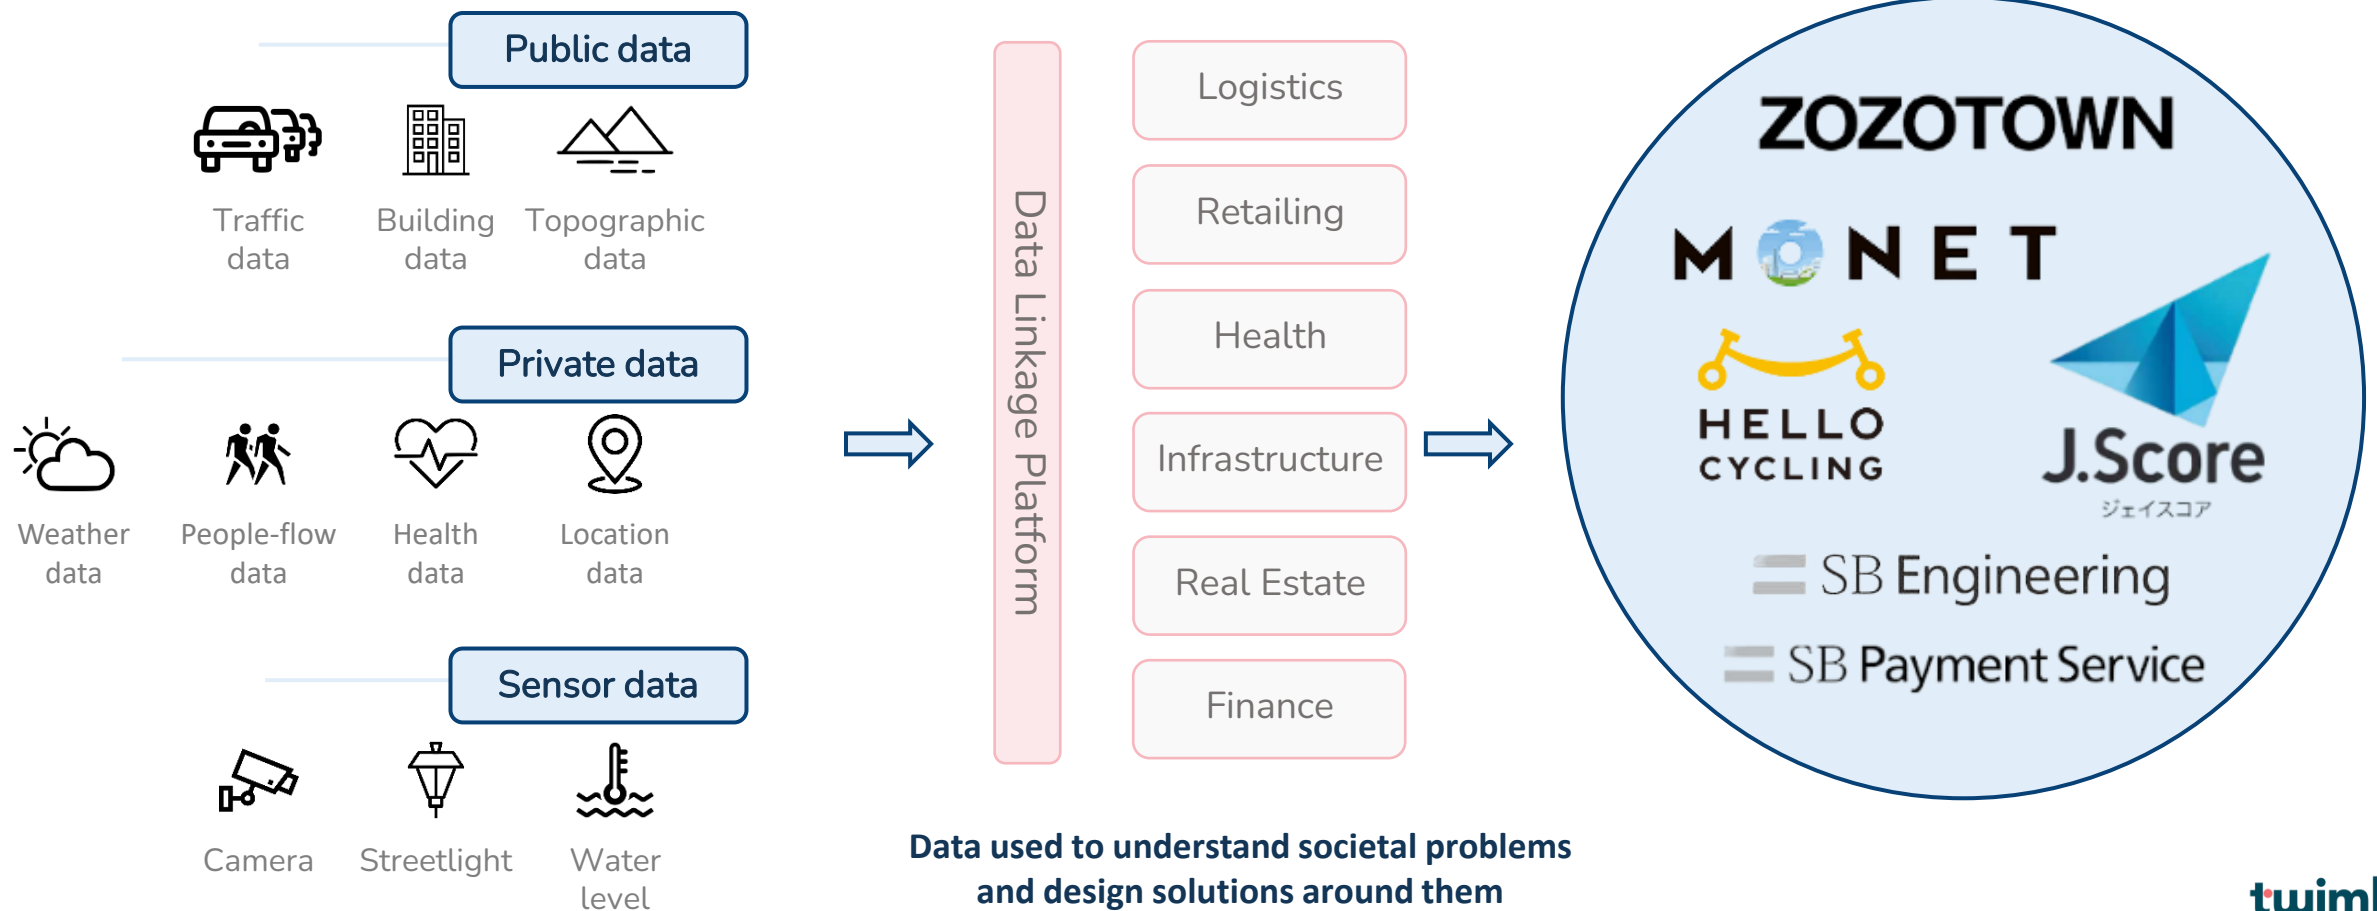 Public data
Traffic
data
Building
data
Topographic
data
Private data
Weather
data
People-flow
data
Health
data
Location
data
Sensor data
Camera
Streetlight
Water
level
Data Linkage Platform
Logistics
Retailing
Health
Infrastructure
Real Estate
Finance
Data used to understand societal problems
and design solutions around them
ZOZOTOWN
MONET
HELLO
CYCLING
J.Score
ジェイスコア
SB Engineering
SB Payment Service